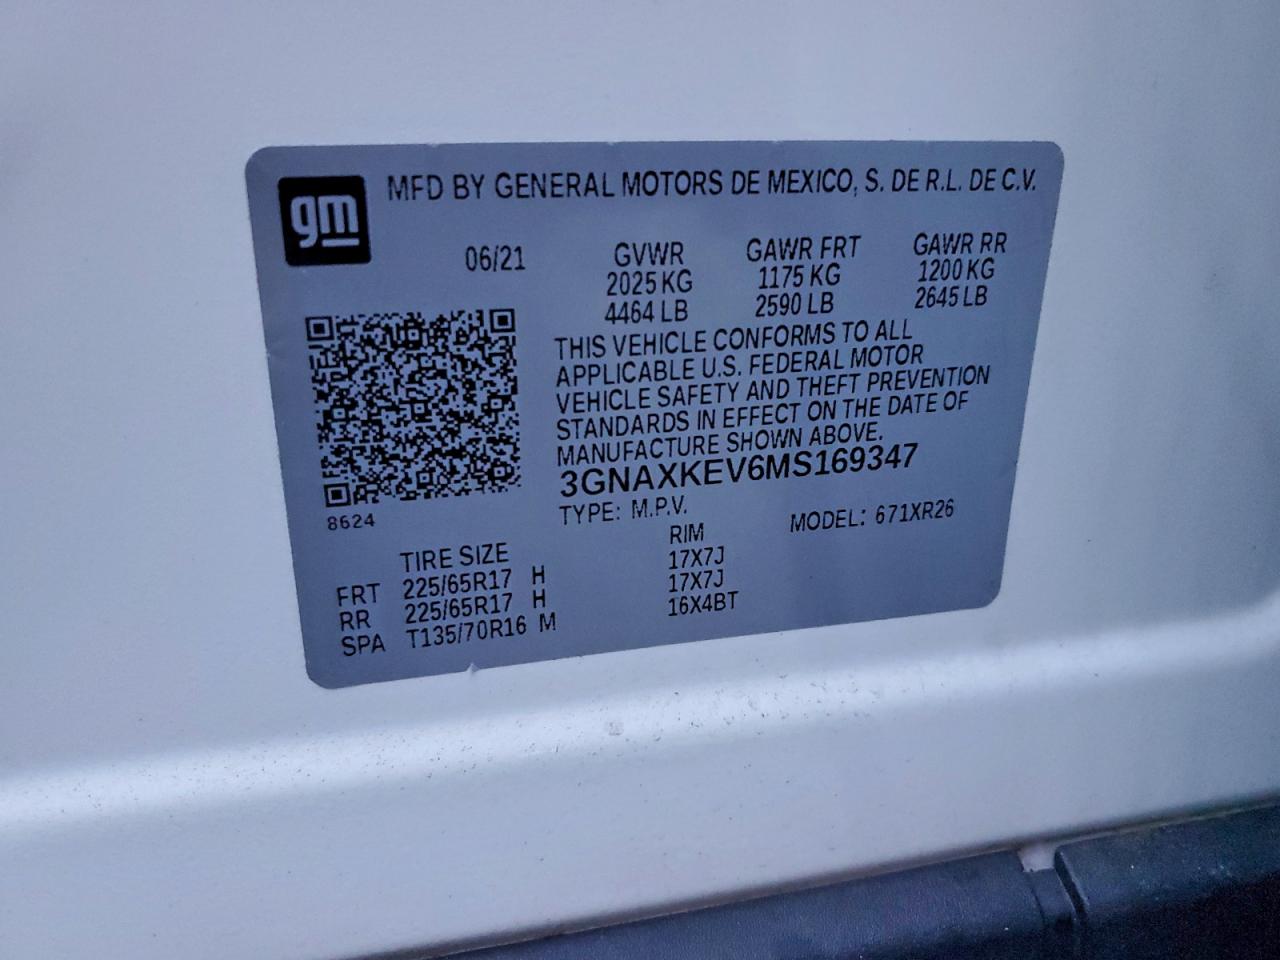 gm
MFD BY GENERAL MOTORS DE MEXICO, S. DE R.L. DE C.V.
06/21 GVWR GAWR FRT GAWR RR
2025 KG 1175 KG 1200 KG
4464 LB 2590 LB 2645 LB
THIS VEHICLE CONFORMS TO ALL
APPLICABLE U.S. FEDERAL MOTOR
VEHICLE SAFETY AND THEFT PREVENTION
STANDARDS IN EFFECT ON THE DATE OF
MANUFACTURE SHOWN ABOVE.
3GNAXKEV6MS169347
8624
TYPE: M.P.V. MODEL: 671XR26
TIRE SIZE RIM
FRT 225/65R17 H 17X7J
RR 225/65R17 H 17X7J
SPA T135/70R16 M 16X4BT